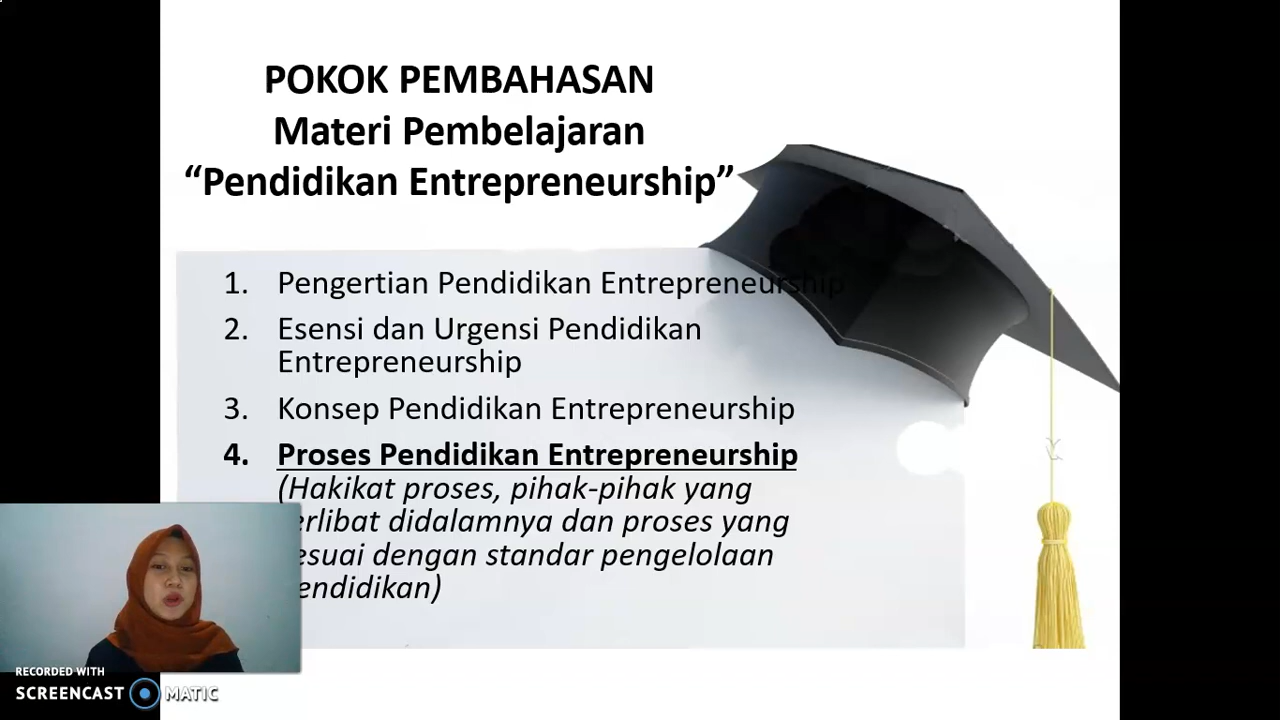 POKOK PEMBAHASAN
Materi Pembelajaran
“Pendidikan Entrepreneurship”
1. Pengertian Pendidikan Entrepreneurship
2. Esensi dan Urgensi Pendidikan
Entrepreneurship
3. Konsep Pendidikan Entrepreneurship
4. Proses Pendidikan Entrepreneurship
(Hakikat proses, pihak-pihak yang
didalamnya dan proses yang
dengan standar pengelolaan
RECORDED WITH
SCREENCAST MATIC